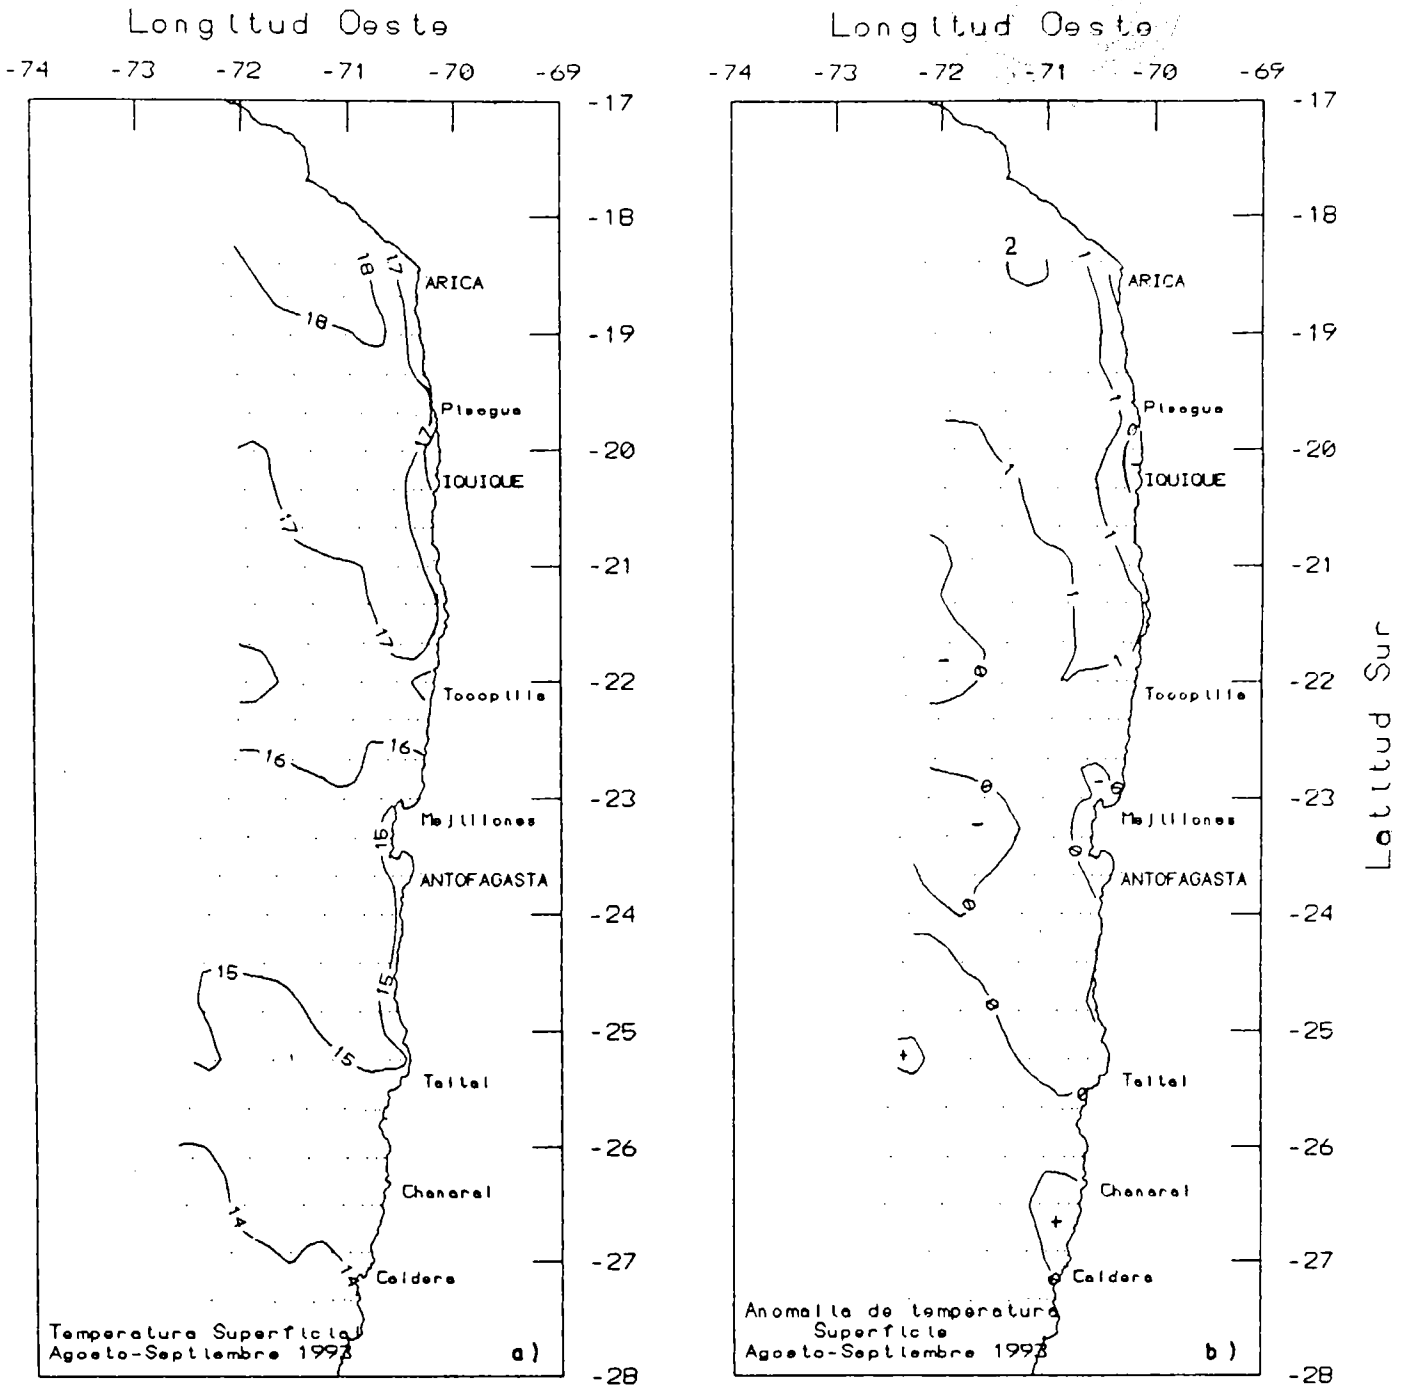 Longitud Oeste
-74 -73 -72 -71 -70 -69
18
17
ARICA
18
Pisagua
17
IQUIQUE
17
17
Tocopilla
16
16
Mejillones
15
ANTOFAGASTA
15
15
15
Taltal
Chanaral
14
14
Caldera
Temperatura Superficial
Agosto-Septiembre 1993
a)
Longitud Oeste
-74 -73 -72 -71 -70 -69
-17
-18
-19
-20
-21
-22
-23
-24
-25
-26
-27
-28
2
1
ARICA
1
Pisagua
0
1
-
IQUIQUE
1
1
1
-
0
Tocopilla
0
-
0
-
Mejillones
0
ANTOFAGASTA
0
0
+
Taltal
0
Chanaral
+
0
Caldera
Anomalia de temperatura
Superficie
Agosto-Septiembre 1993
b)
-17
-18
-19
-20
-21
-22
-23
-24
-25
-26
-27
-28
Latitud Sur